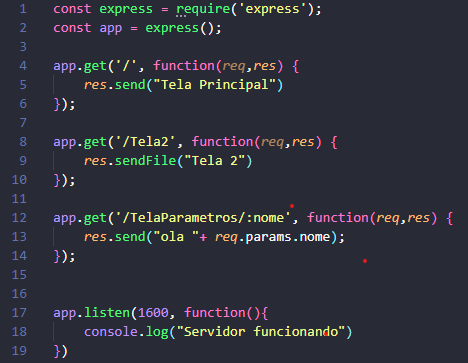 1 const express = require('express');
2 const app = express();
3
4 app.get('/', function(req,res) {
5 res.send("Tela Principal")
6 });
7
8 app.get('/Tela2', function(req,res) {
9 res.sendFile("Tela 2")
10 });
11
12 app.get('/TelaParametros/:nome', function(req,res) {
13 res.send("ola "+ req.params.nome);
14 });
15
16
17 app.listen(1600, function(){
18 console.log("Servidor funcionando")
19 })